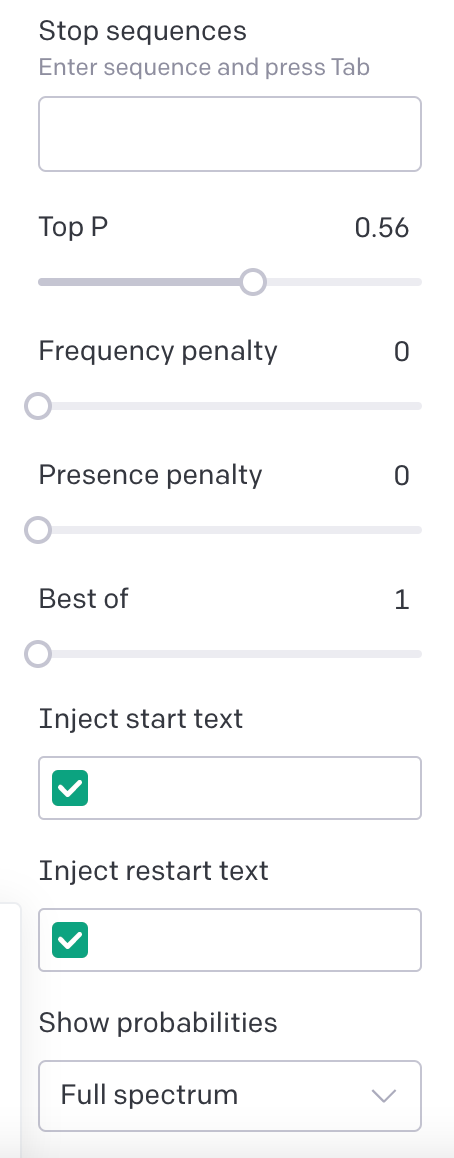 Stop sequences
Enter sequence and press Tab
Top P 0.56
Frequency penalty 0
Presence penalty 0
Best of 1
Inject start text
Inject restart text
Show probabilities
Full spectrum